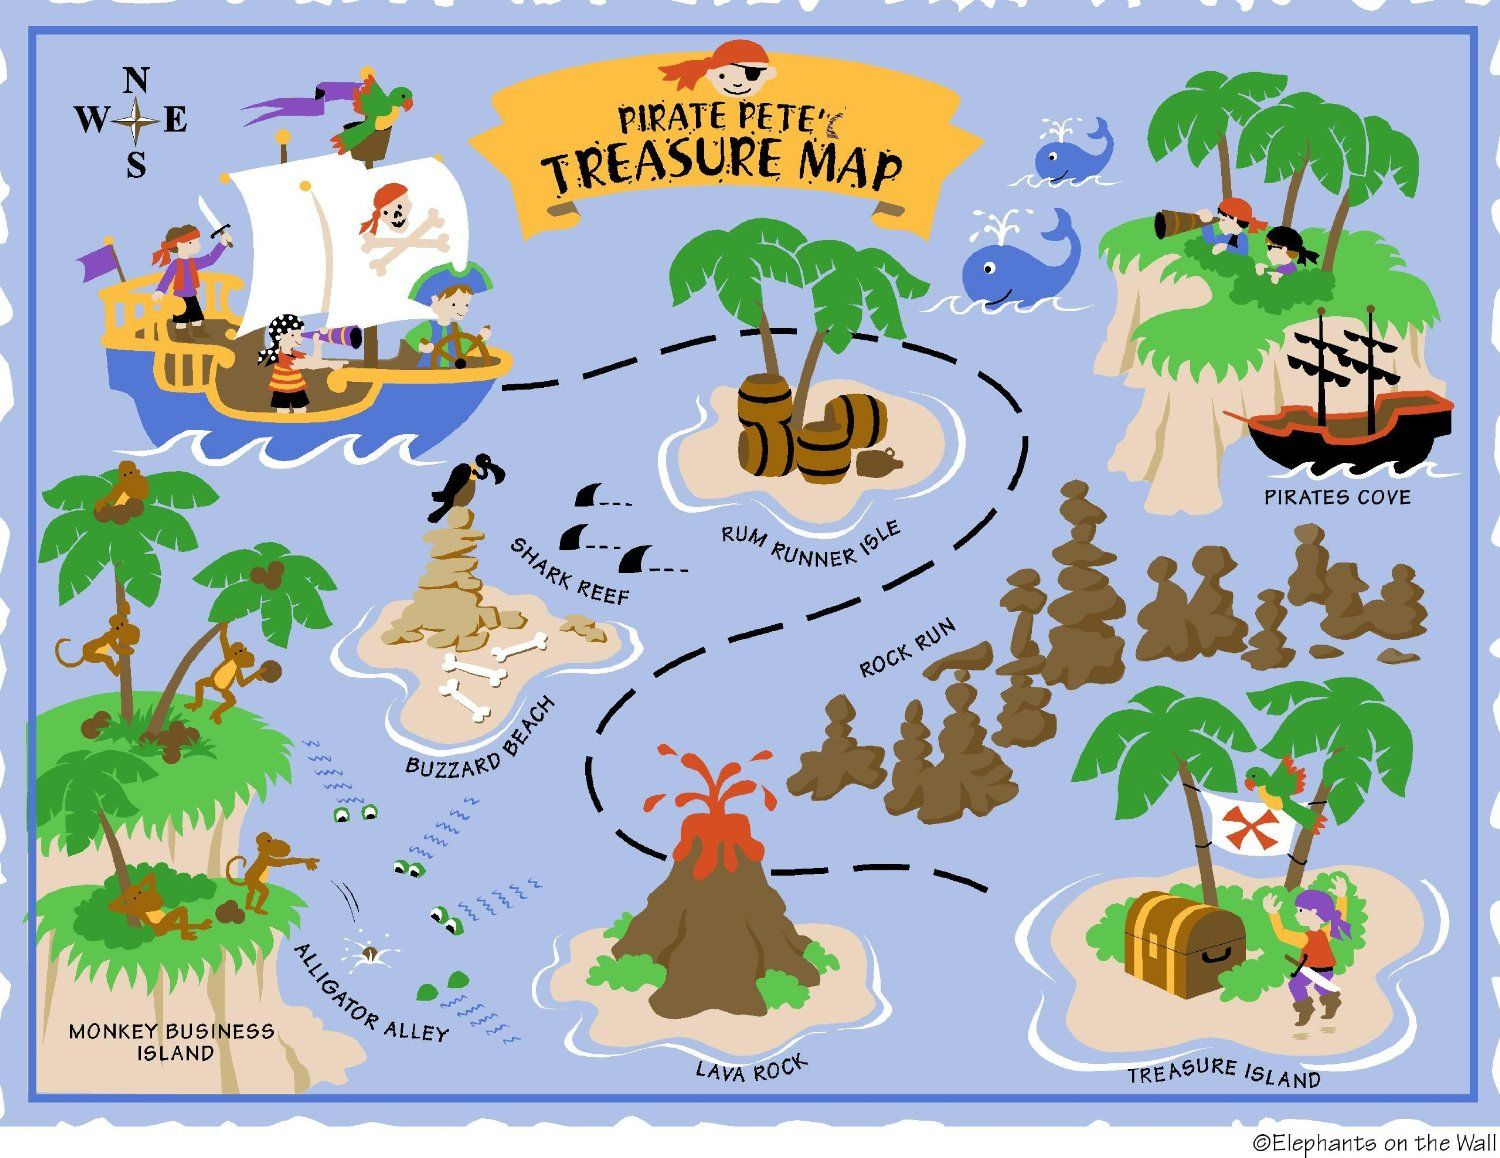 N
W E
S
PIRATE PETE'S
TREASURE MAP
PIRATES COVE
RUM RUNNER ISLE
SHARK REEF
ROCK RUN
BUZZARD BEACH
ALLIGATOR ALLEY
MONKEY BUSINESS
ISLAND
LAVA ROCK
TREASURE ISLAND
©Elephants on the Wall